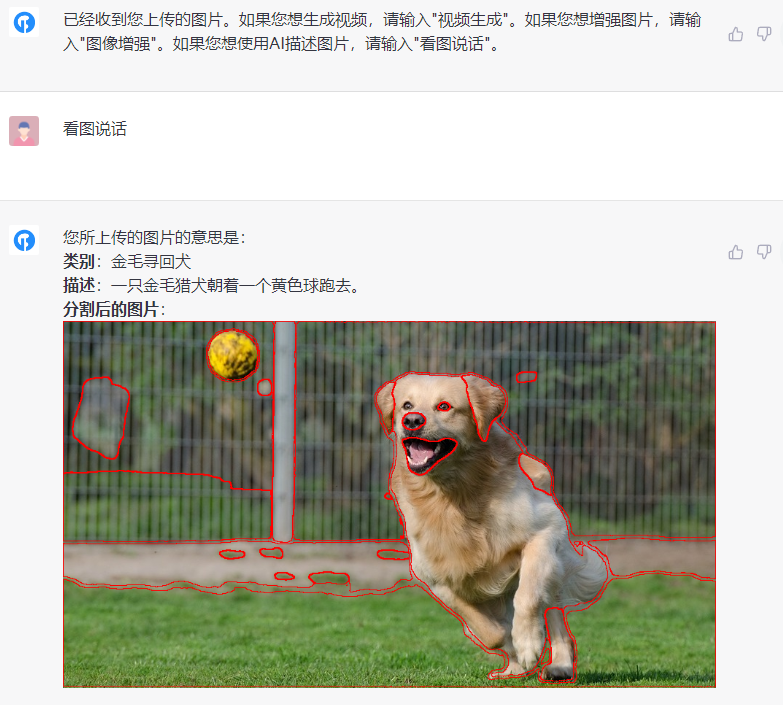 已经收到您上传的图片。如果您想生成视频，请输入"视频生成"。如果您想增强图片，请输
入"图像增强"。如果您想使用AI描述图片，请输入"看图说话"。
看图说话
您所上传的图片的意思是：
类别：金毛寻回犬
描述：一只金毛猎犬朝着一个黄色球跑去。
分割后的图片：